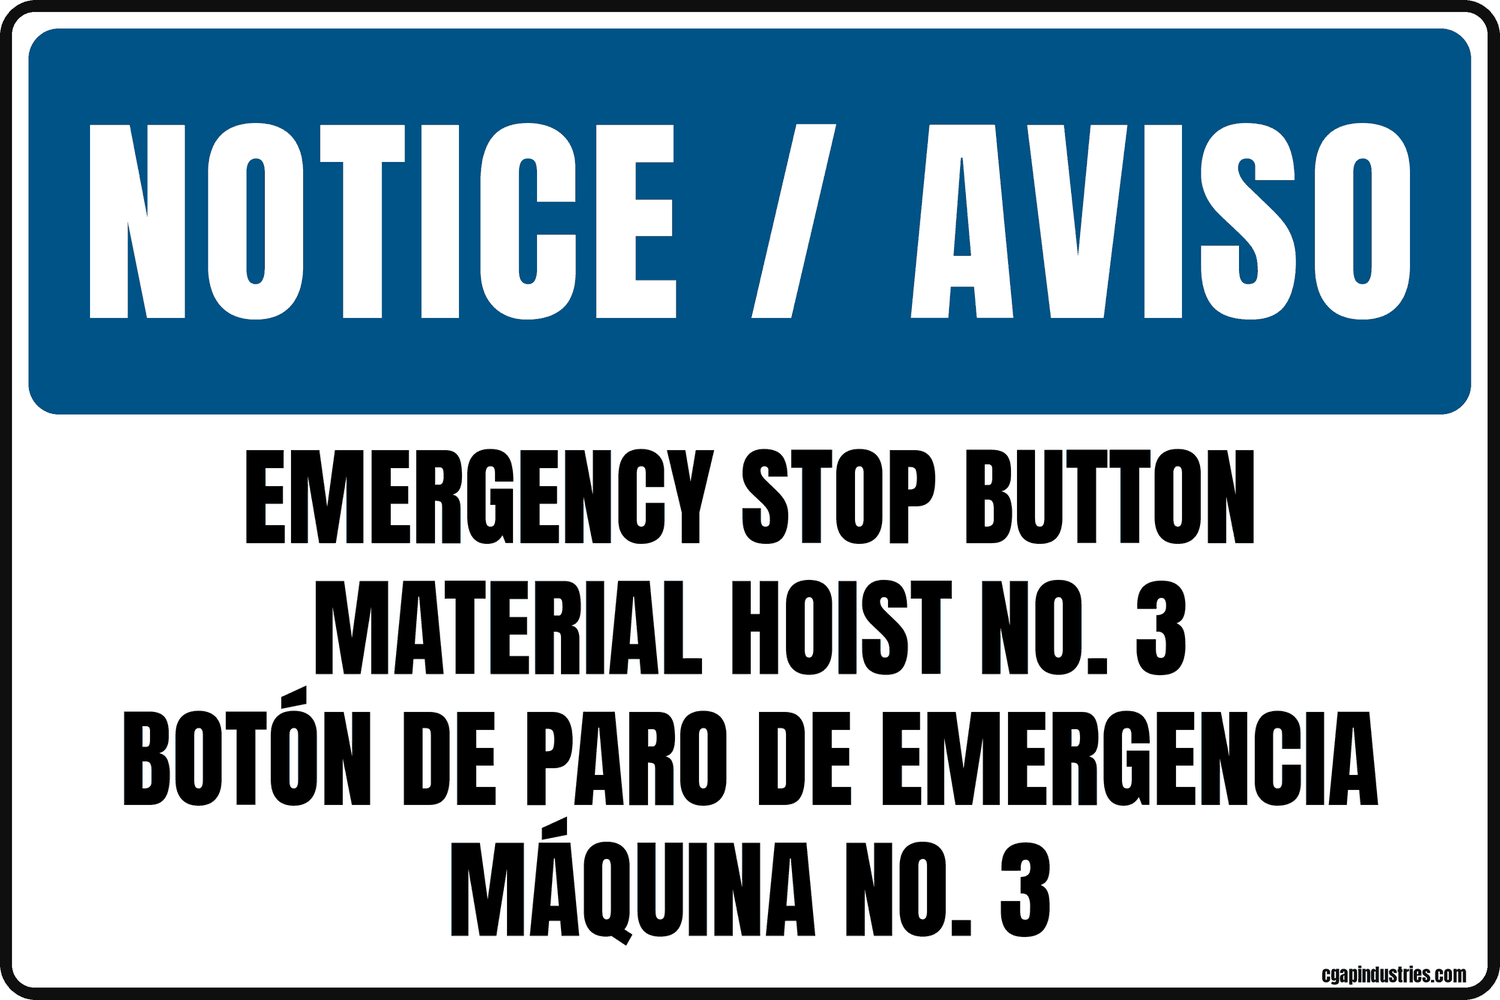 NOTICE / AVISO
EMERGENCY STOP BUTTON
MATERIAL HOIST NO. 3
BOTÓN DE PARO DE EMERGENCIA
MÁQUINA NO. 3
cgapindustries.com